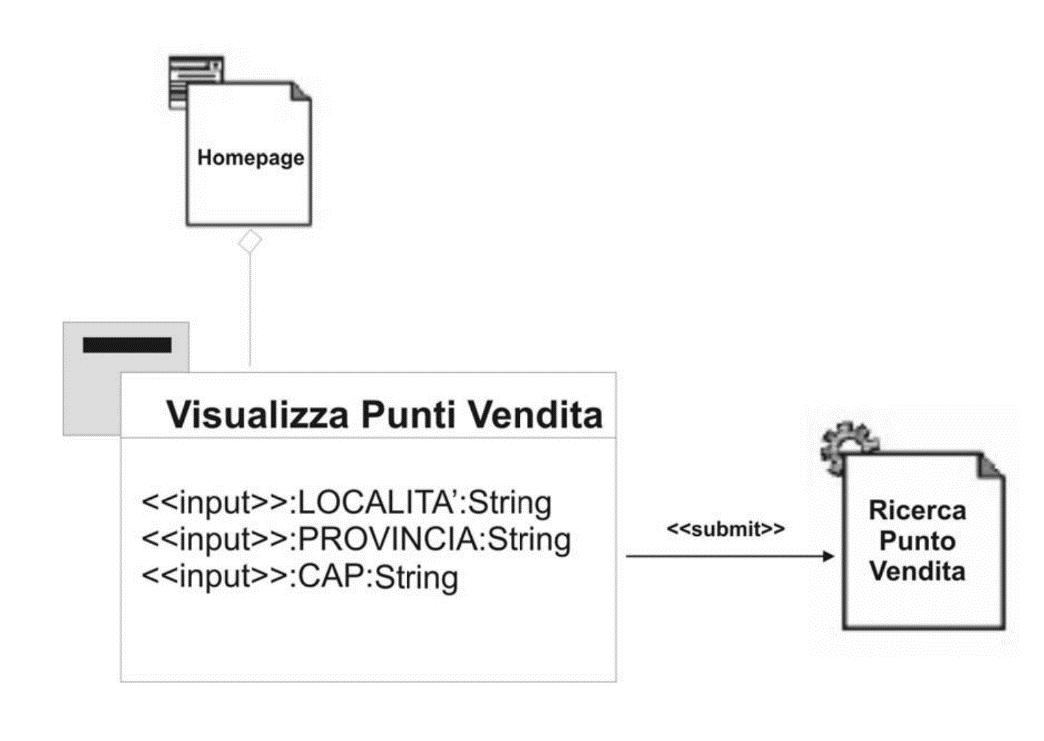 Homepage
Visualizza Punti Vendita
<<input>>:LOCALITA':String
<<input>>:PROVINCIA:String
<<input>>:CAP:String
<<submit>>
Ricerca
Punto
Vendita